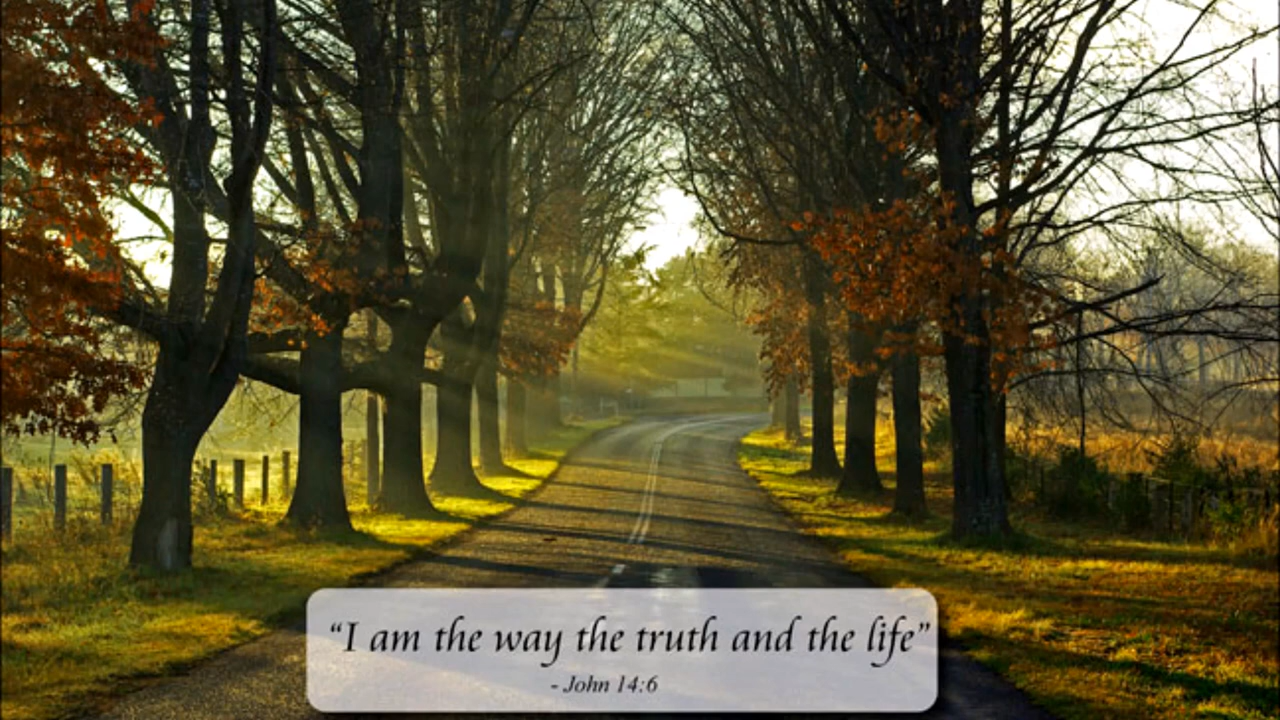 “I am the way the truth and the life”
- John 14:6